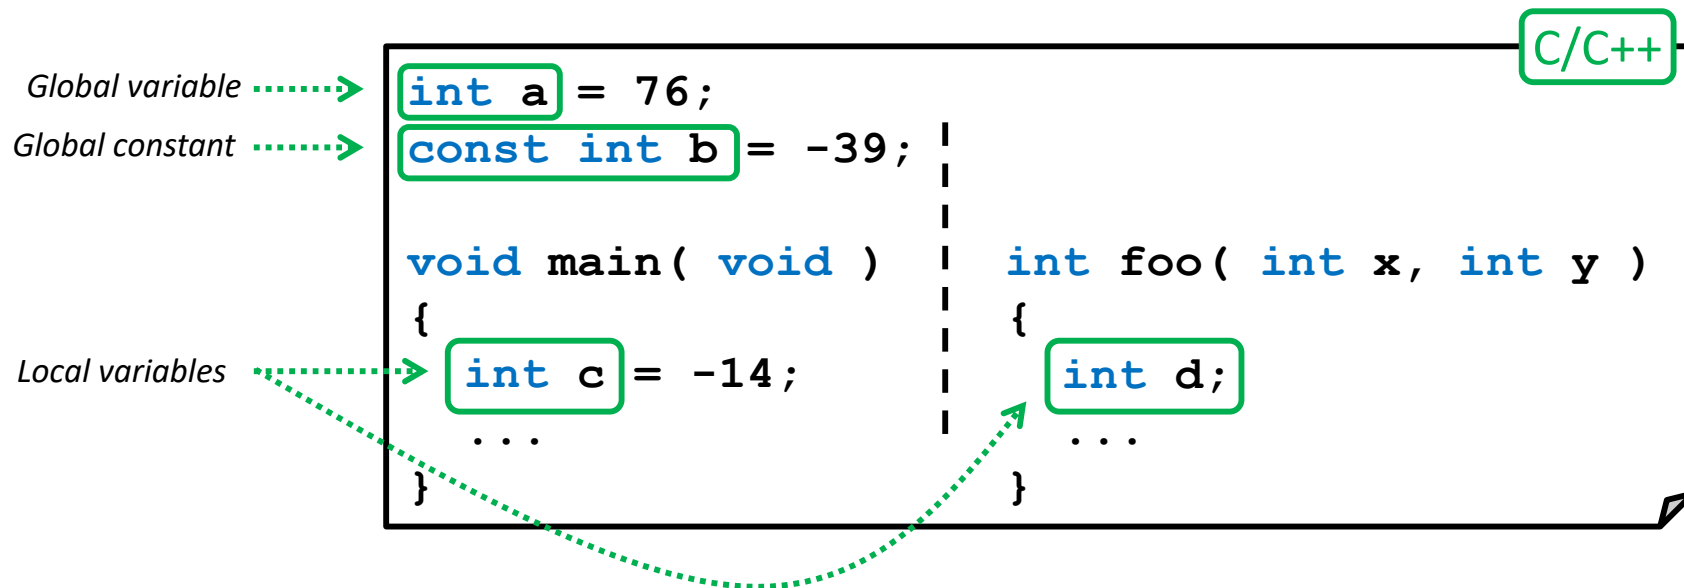 C/C++
Global variable
int a = 76;
Global constant
const int b = -39;
void main( void )
{
Local variables
int c = -14;
...
}
int foo( int x, int y )
{
int d;
...
}